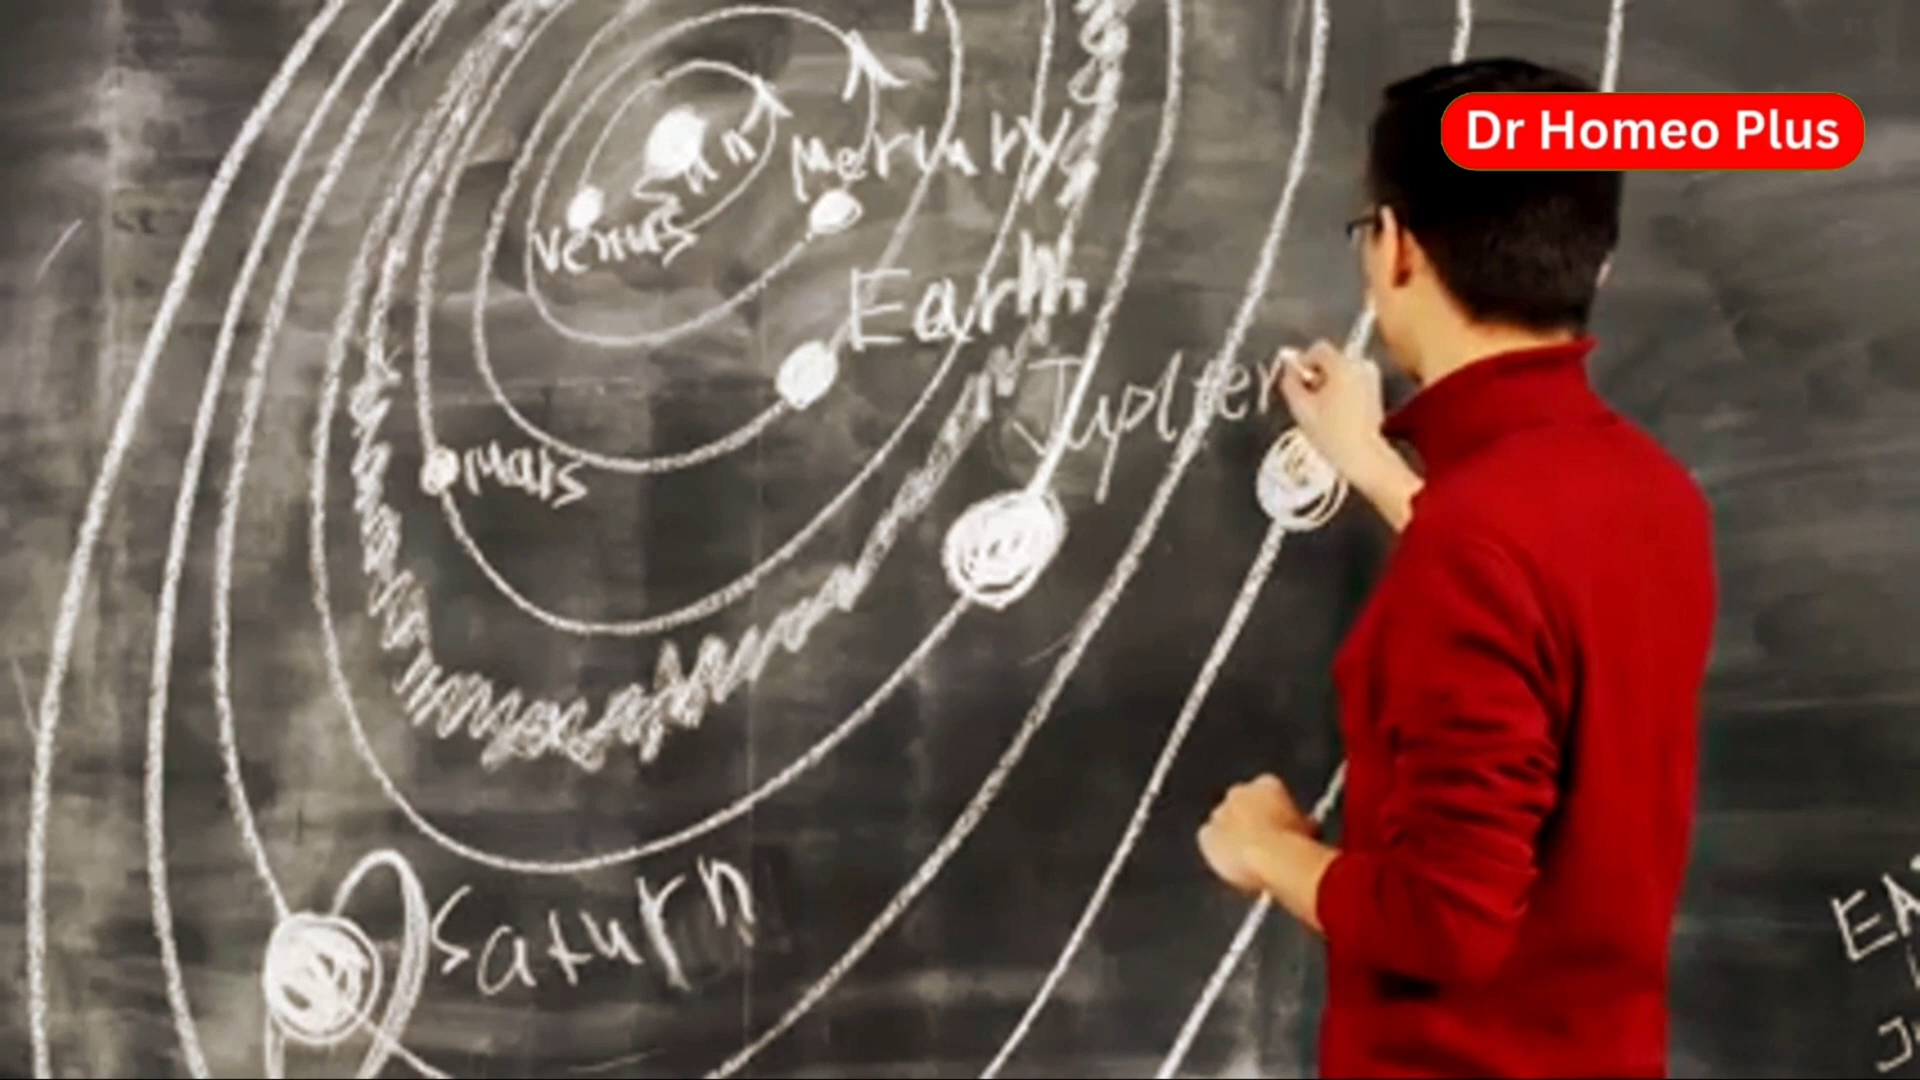 Dr Homeo Plus
Sun
Mercury
Venus
Earth
Jupiter
Mars
Saturn